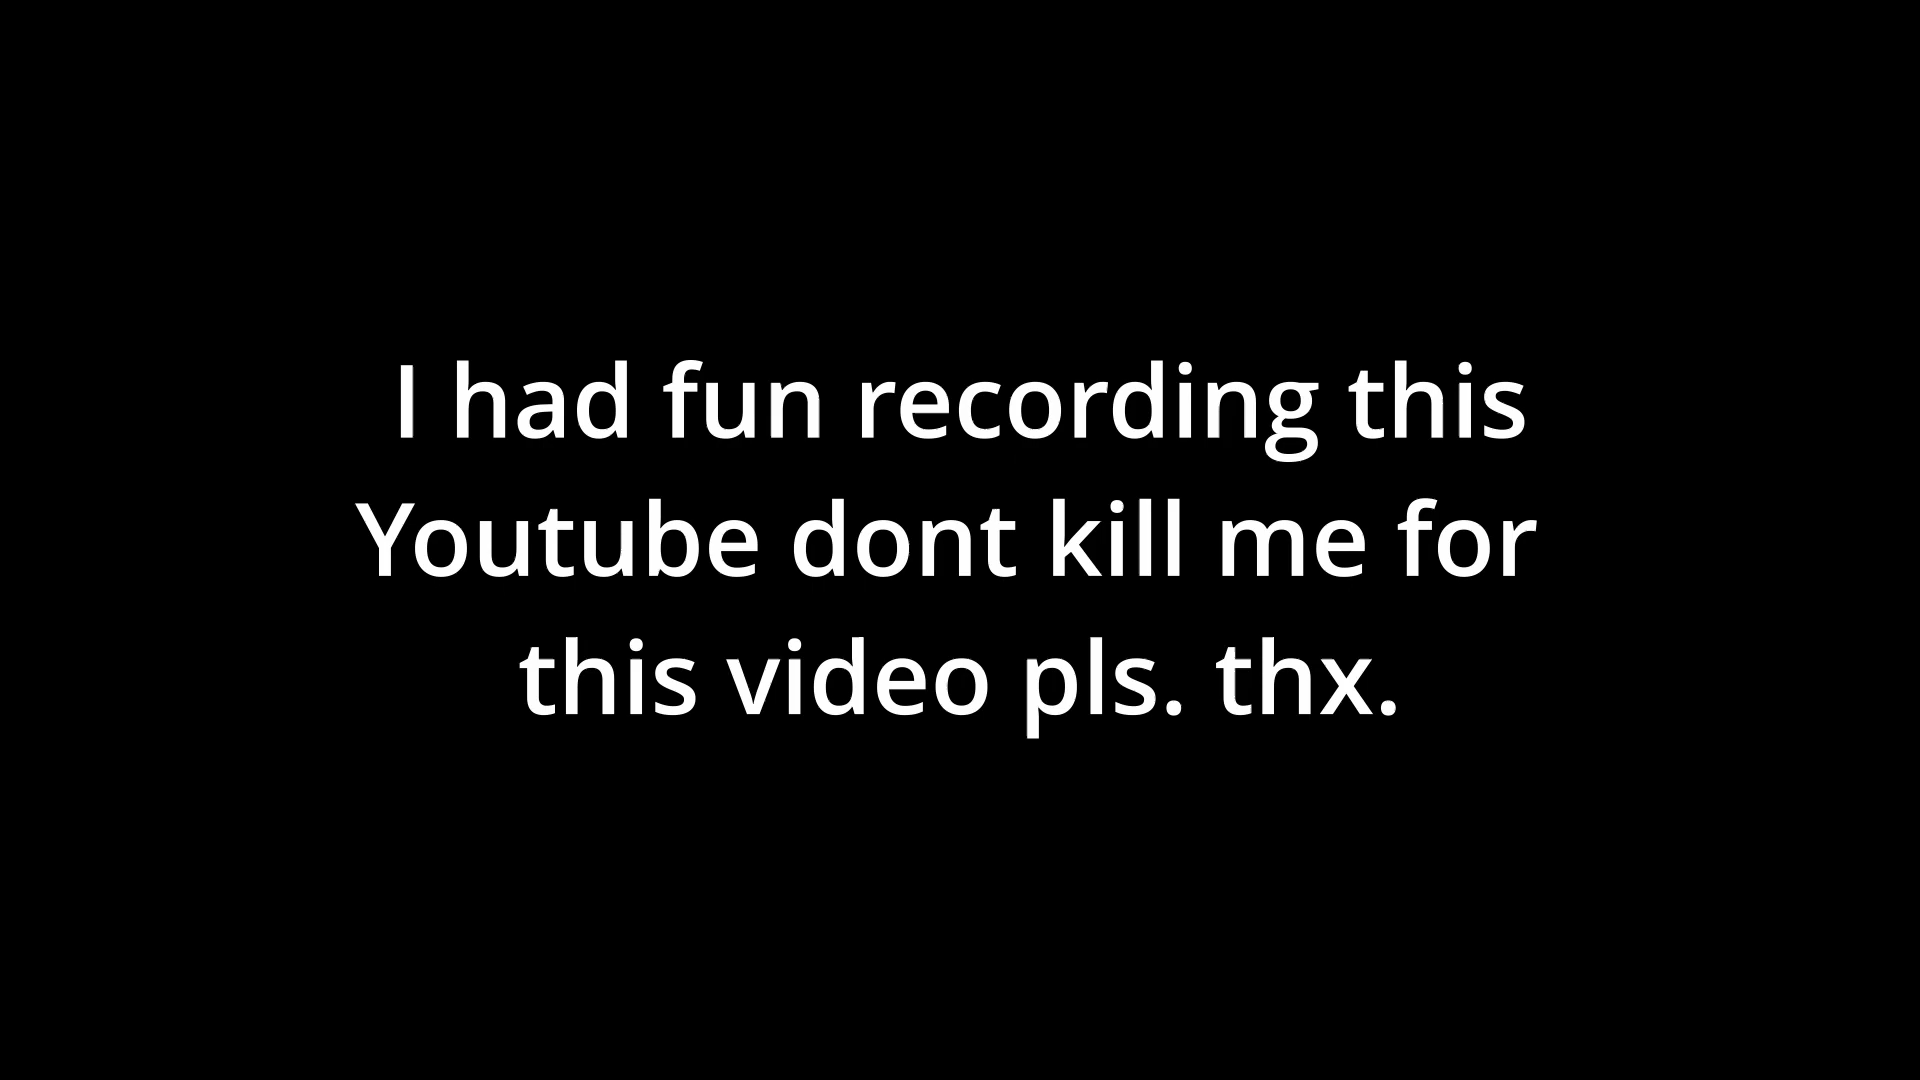 I had fun recording this
Youtube dont kill me for
this video pls. thx.